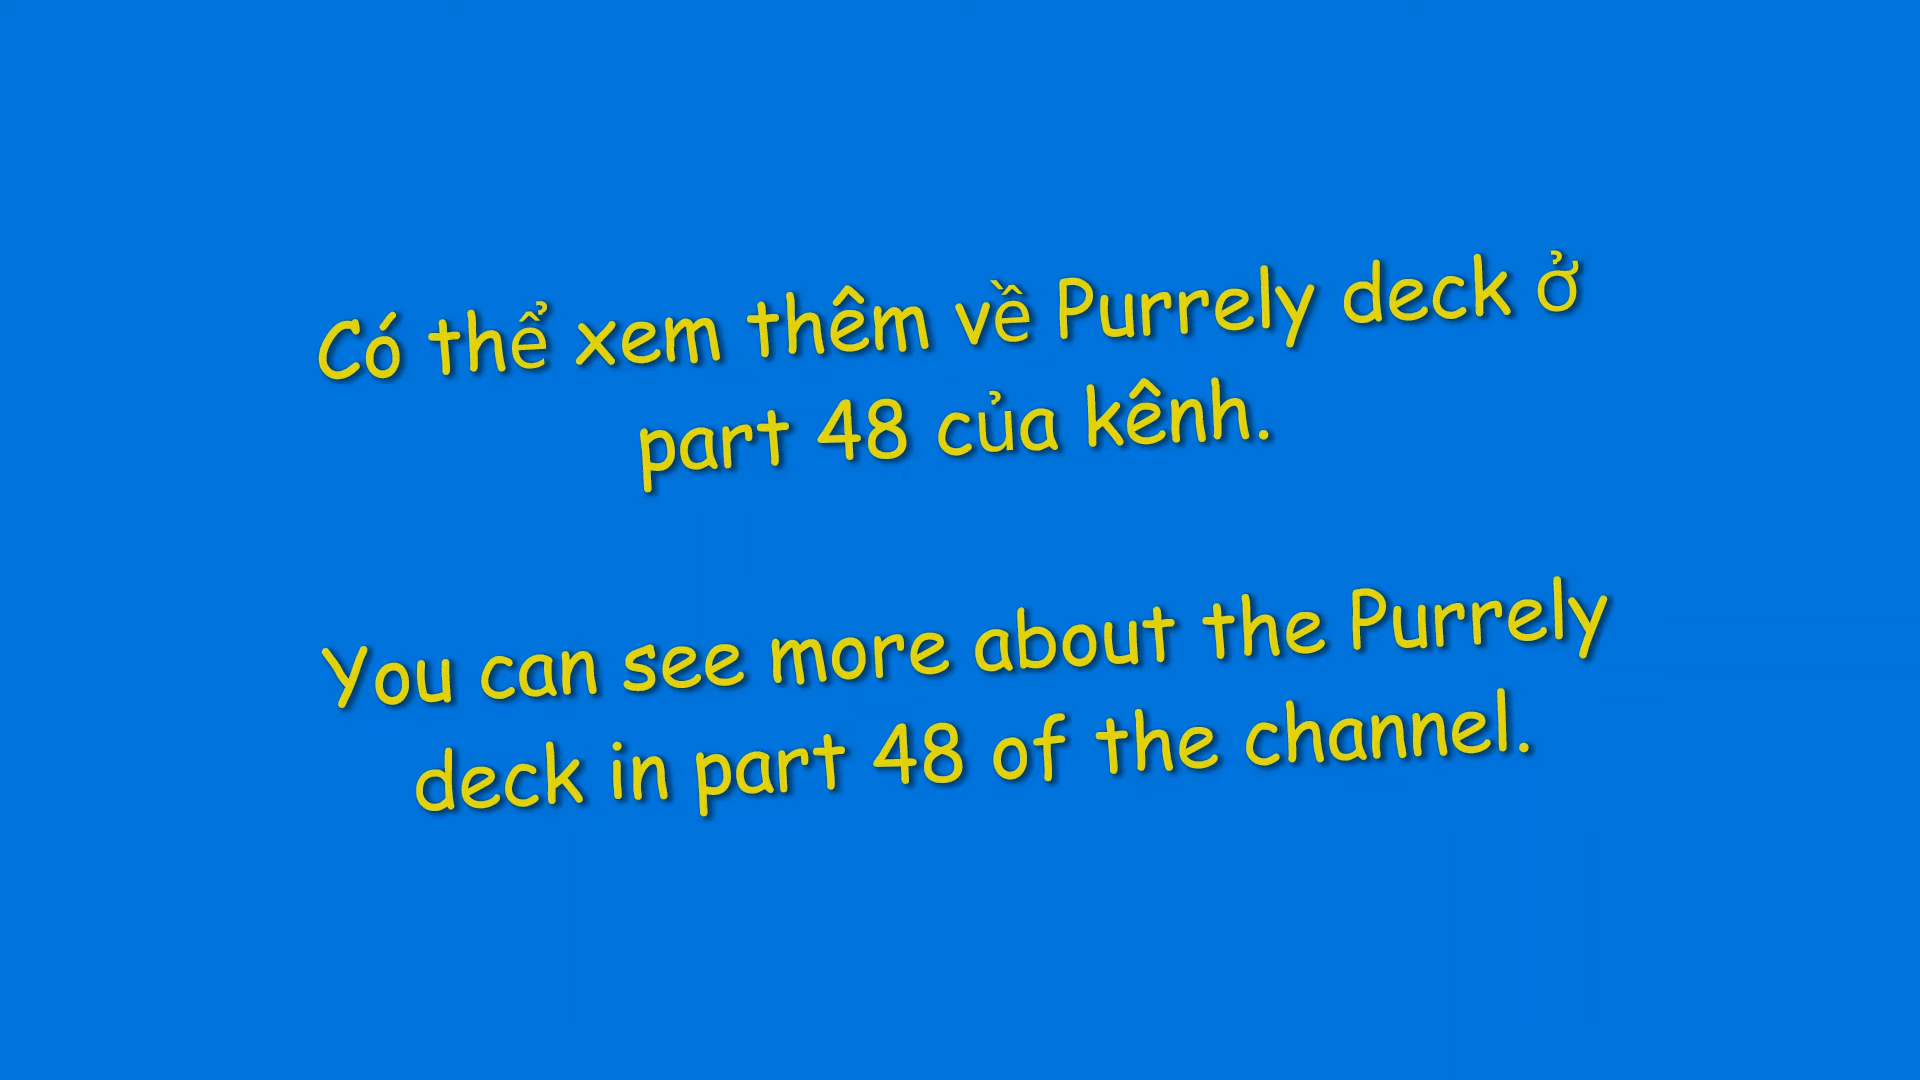 Có thể xem thêm về Purrely deck ở
part 48 của kênh.
You can see more about the Purrely
deck in part 48 of the channel.